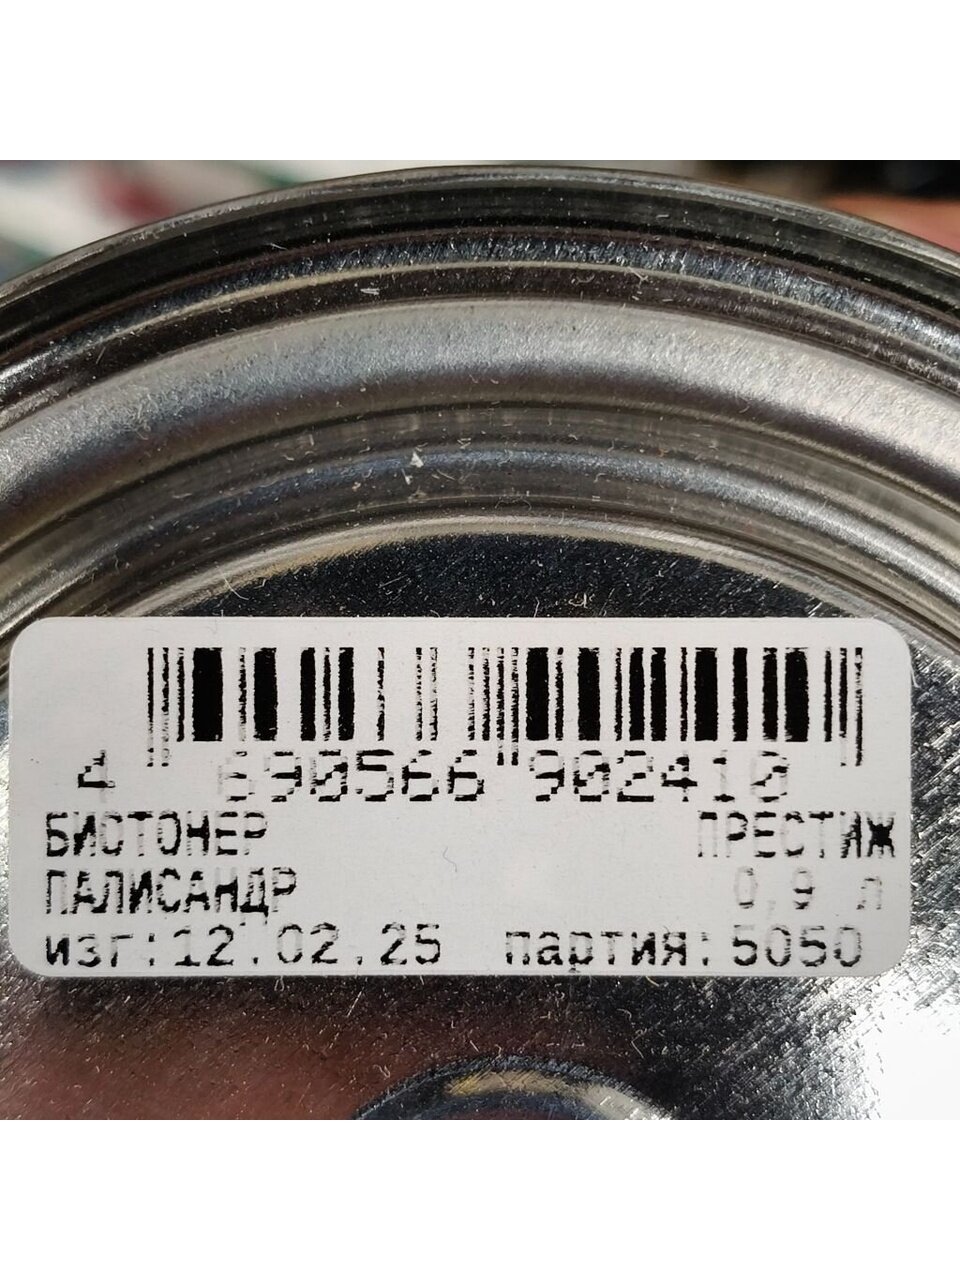 4 690566 902410
БИОТОНЕР ПРЕСТИЖ
ПАЛИСАНДР 0,9 л
изг:12.02.25 партия:5050